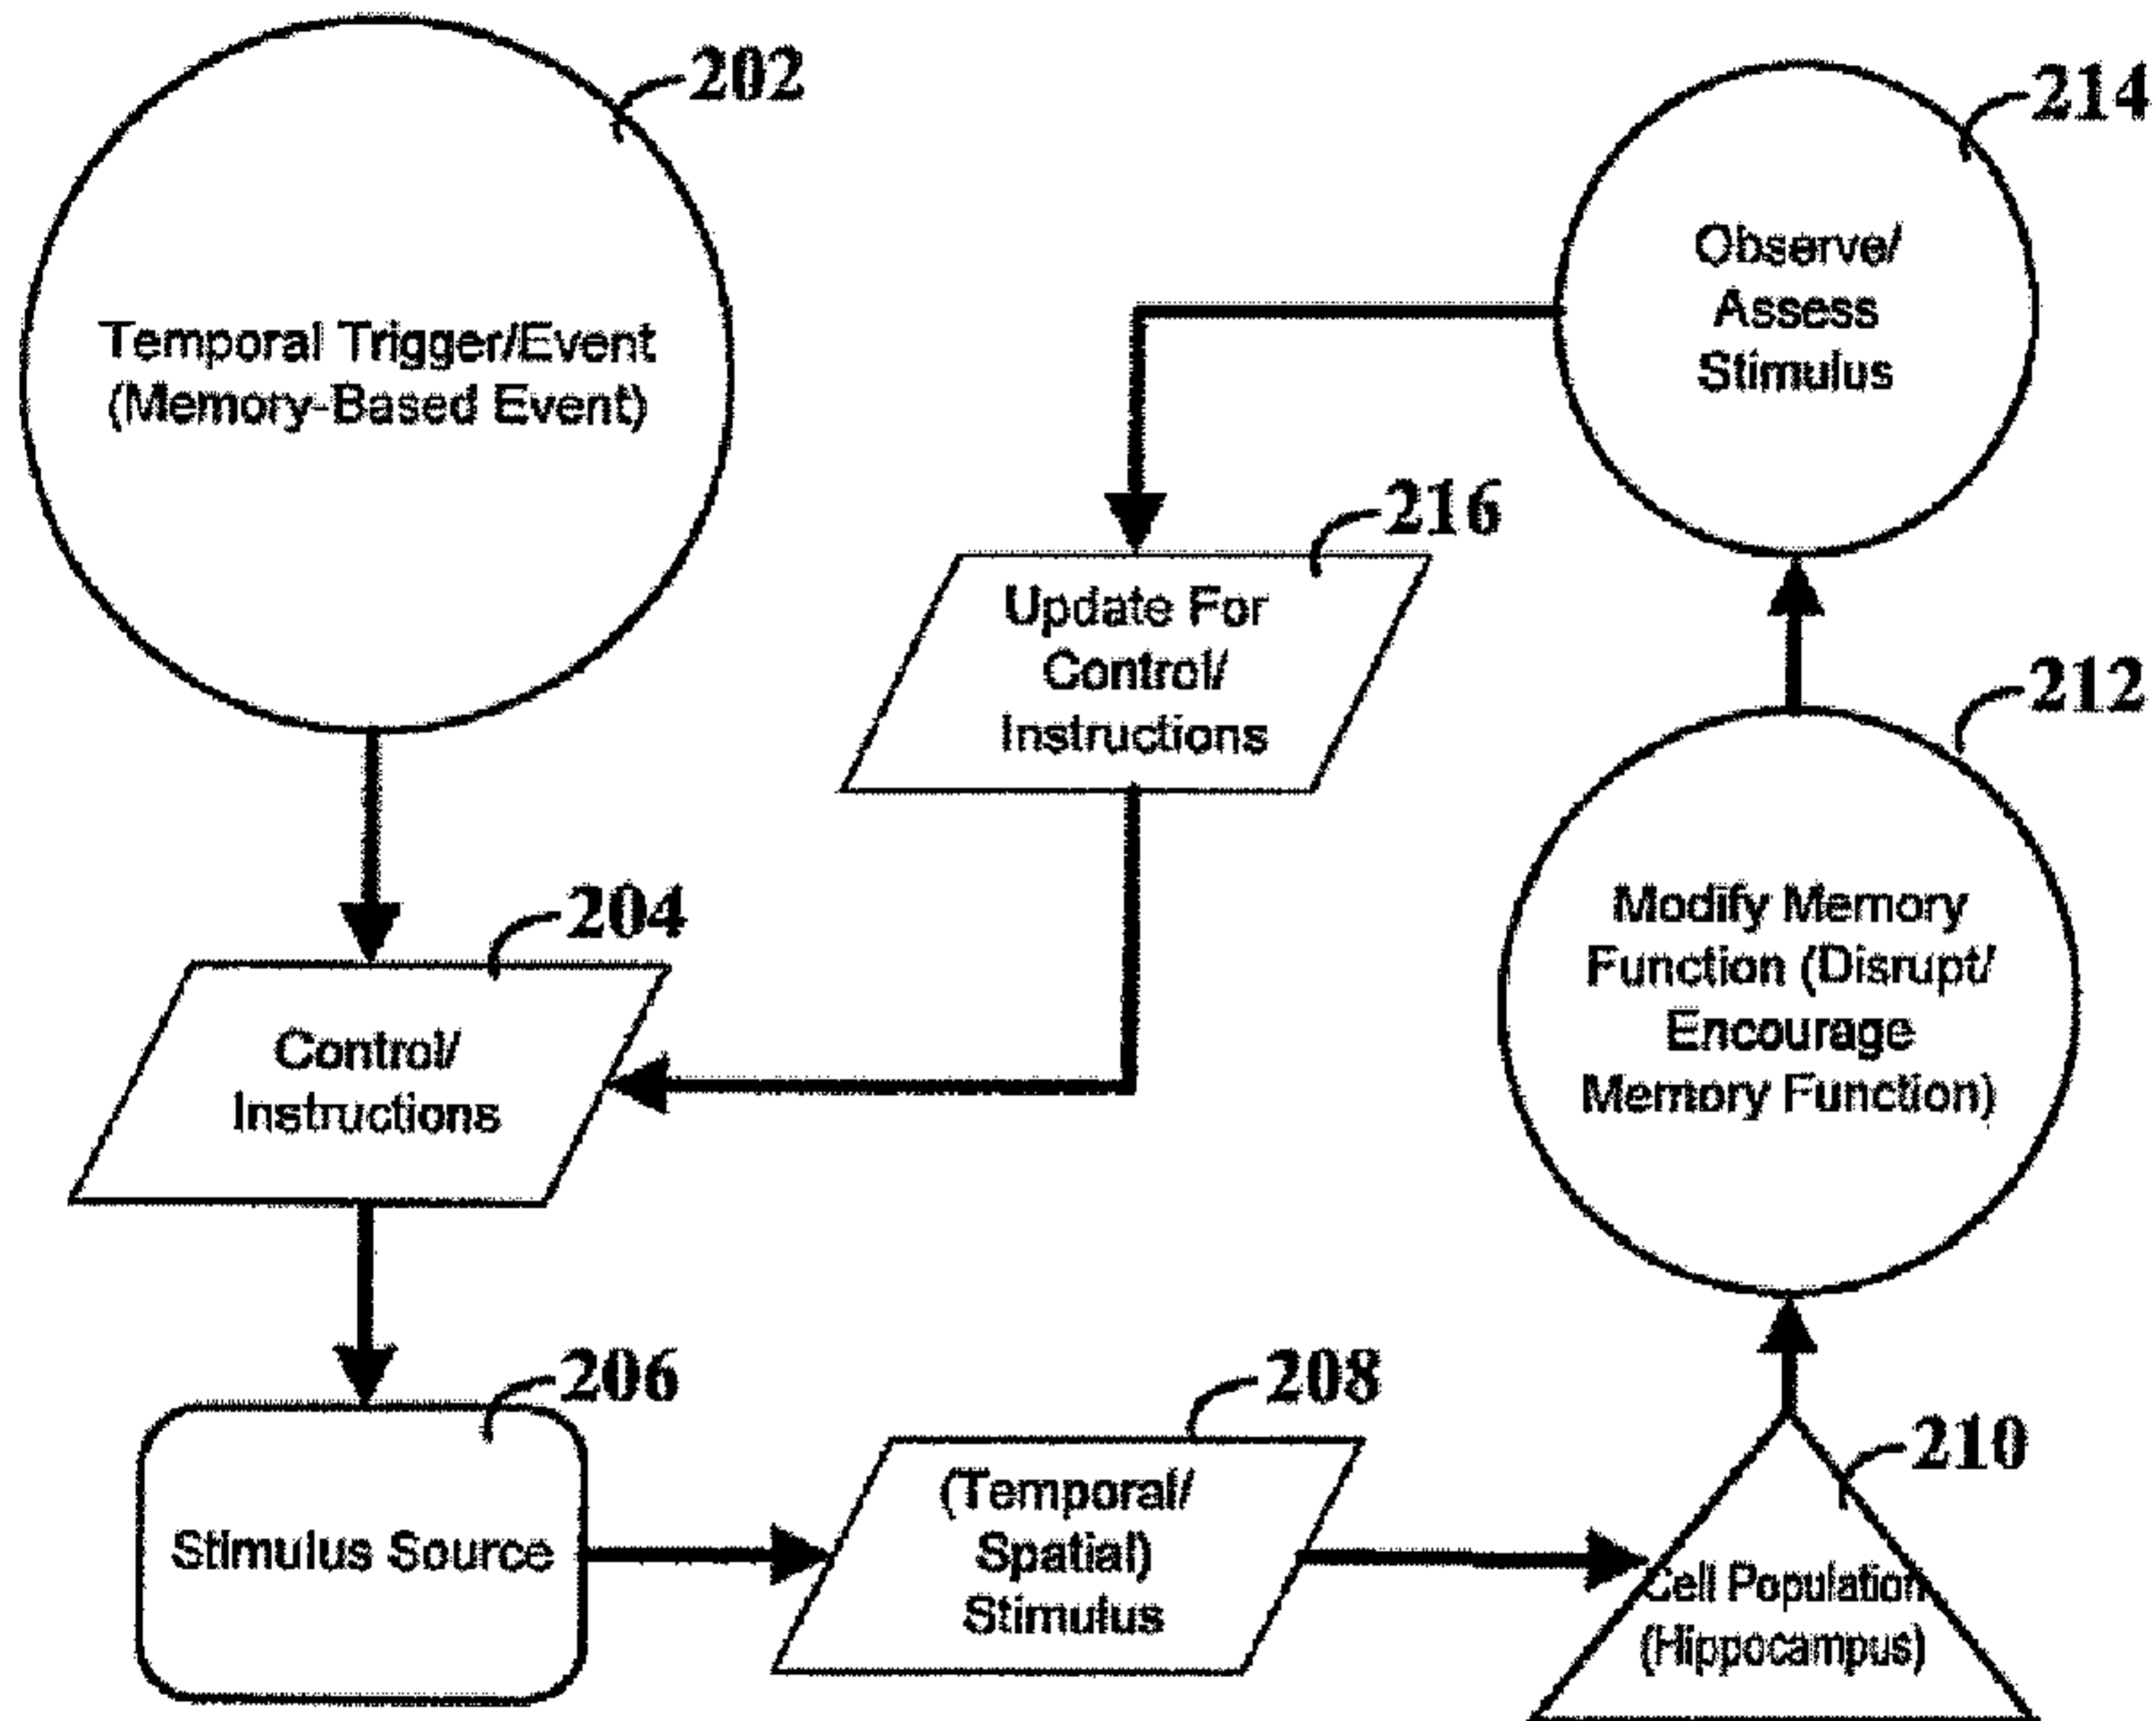 202
Temporal Trigger/Event
(Memory-Based Event)
214
Observe/
Assess
Stimulus
216
Update For
Control/
Instructions
212
Modify Memory
Function (Disrupt/
Encourage
Memory Function)
204
Control/
Instructions
206
Stimulus Source
208
(Temporal/
Spatial)
Stimulus
210
Cell Population
(Hippocampus)